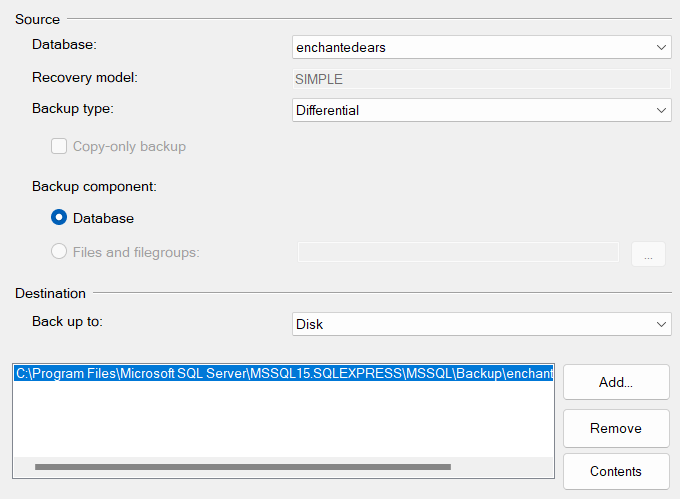 Source
Database:
enchantedears
Recovery model:
SIMPLE
Backup type:
Differential
Copy-only backup
Backup component:
Database
Files and filegroups:
...
Destination
Back up to:
Disk
C:\Program Files\Microsoft SQL Server\MSSQL15.SQLEXPRESS\MSSQL\Backup\enchant
Add...
Remove
Contents